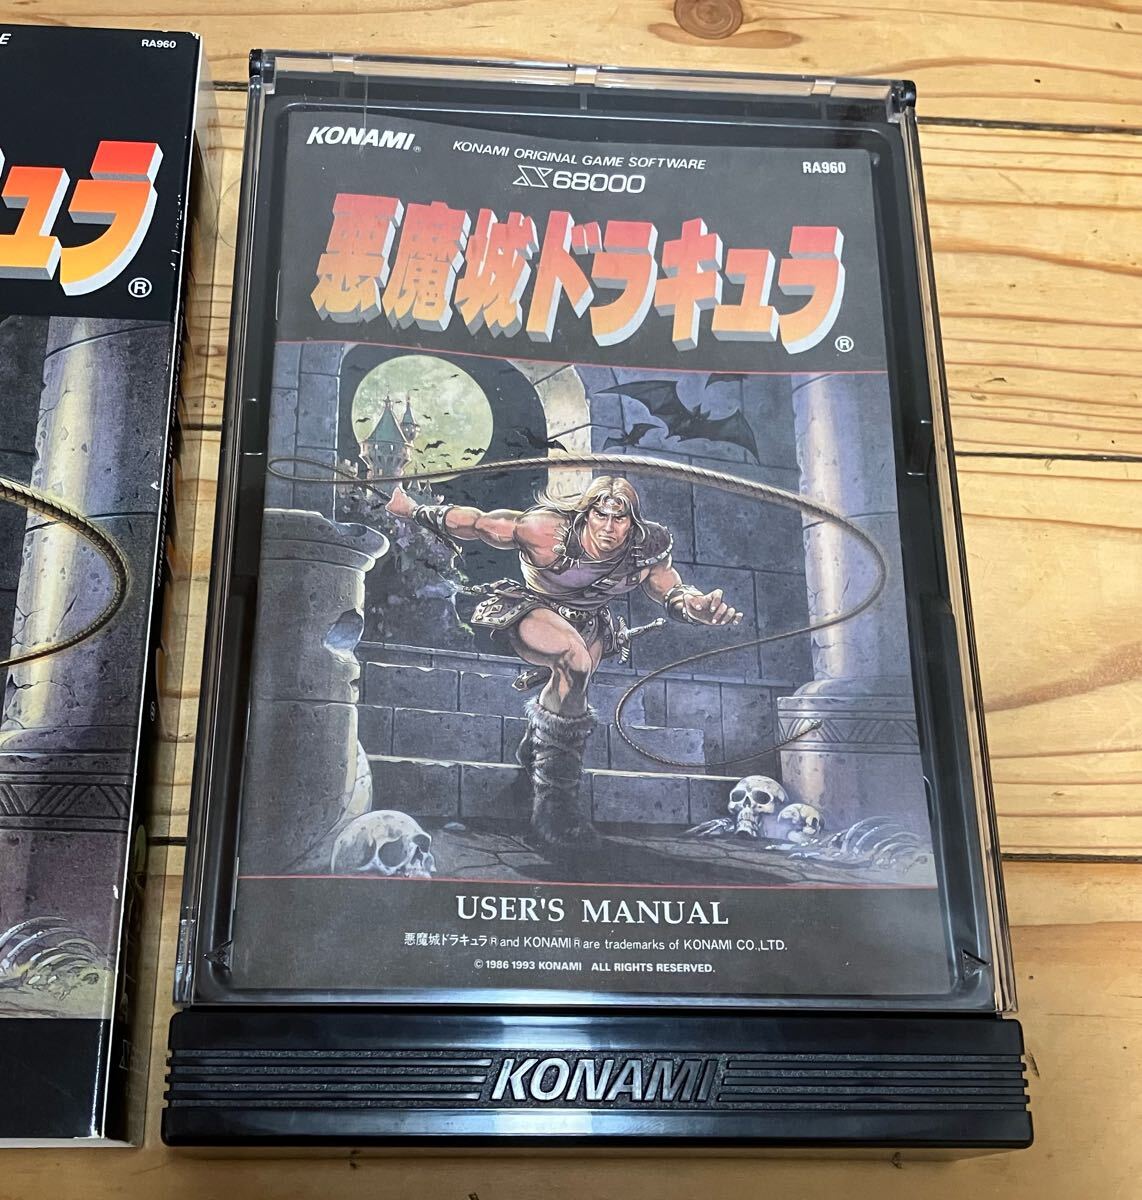 E
RA960
キュラ®
KONAMI®
KONAMI ORIGINAL GAME SOFTWARE
RA960
X68000
悪魔城ドラキュラ®
USER'S MANUAL
悪魔城ドラキュラ® and KONAMI® are trademarks of KONAMI CO.,LTD.
© 1986 1993 KONAMI ALL RIGHTS RESERVED.
KONAMI